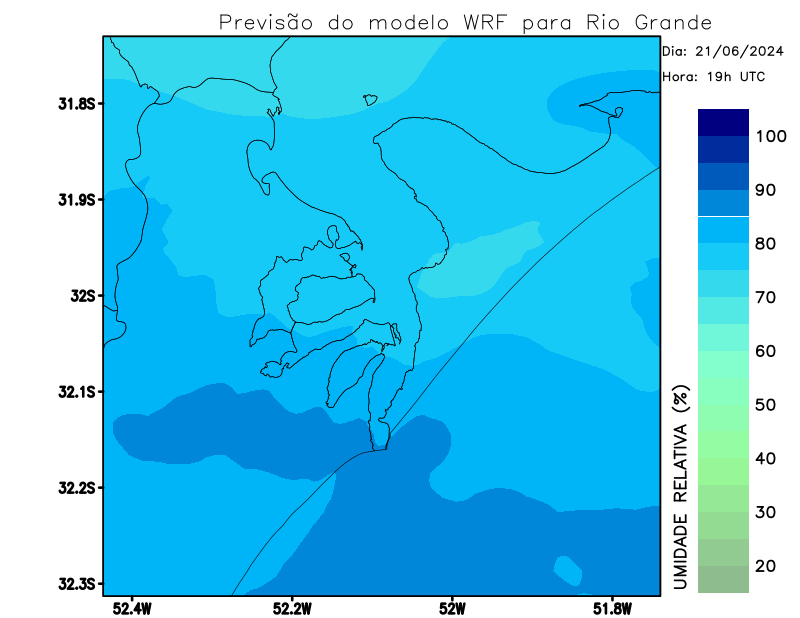 Previsão do modelo WRF para Rio Grande
Dia: 21/06/2024
Hora: 19h UTC
31.8S
31.9S
32S
32.1S
32.2S
32.3S
52.4W
52.2W
52W
51.8W
100
90
80
70
60
50
40
30
20
UMIDADE RELATIVA (%)